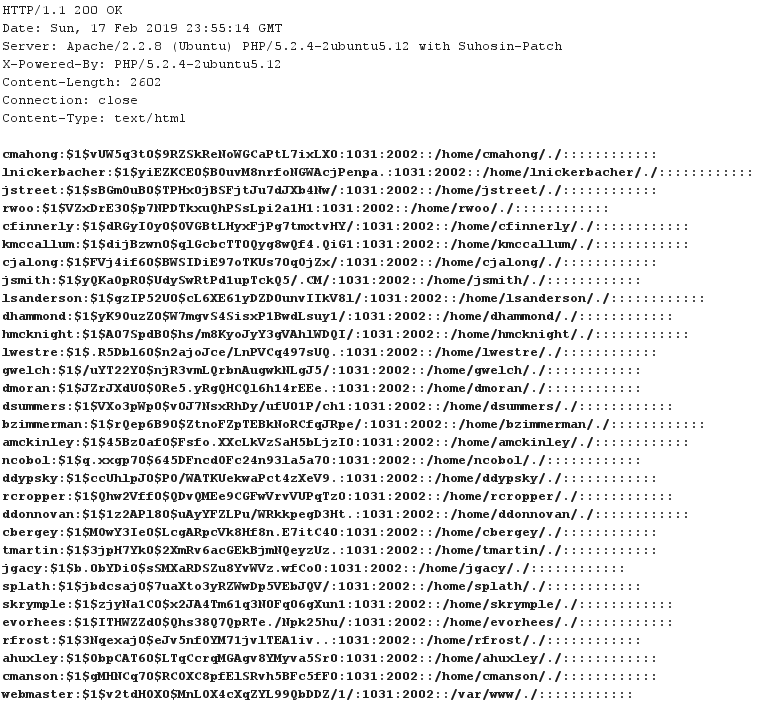 HTTP/1.1 200 OK
Date: Sun, 17 Feb 2019 23:55:14 GMT
Server: Apache/2.2.8 (Ubuntu) PHP/5.2.4-2ubuntu5.12 with Suhosin-Patch
X-Powered-By: PHP/5.2.4-2ubuntu5.12
Content-Length: 2602
Connection: close
Content-Type: text/html
cmahong:$1$vUW5q3t0$9RZSkReNoWGCaPtL7ixLX0:1031:2002::/home/cmahong/./::::::::::::
lnickerbacher:$1$yiEZKCE0$B0uvM8nrfoNGWAcjPenpa.:1031:2002::/home/lnickerbacher/./::::::::::::
jstreet:$1$sBGm0uB0$TPHx0jBSFjtJu7dJXb4Nw/:1031:2002::/home/jstreet/./::::::::::::
rwoo:$1$VZxDrE30$p7NPDTkxuQhPSsLpi2a1H1:1031:2002::/home/rwoo/./::::::::::::
cfinnerly:$1$dRGyI0y0$0VGBtLHyxFjPg7tmxtvHY/:1031:2002::/home/cfinnerly/./::::::::::::
kmccallum:$1$dijBzwn0$qlGcbcTT0Qyg8wQf4.QiG1:1031:2002::/home/kmccallum/./::::::::::::
cjalong:$1$FVj4if60$BWSIDiE97oTKUs70q0jZx/:1031:2002::/home/cjalong/./::::::::::::
jsmith:$1$yQKa0pR0$UdySwRtPd1upTckQ5/.CM/:1031:2002::/home/jsmith/./::::::::::::
lsanderson:$1$gzIP52U0$cL6XE61yDZD0unvIIkV8l/:1031:2002::/home/lsanderson/./::::::::::::
dhammond:$1$yK90uzZ0$W7mgvS4SisxP1BwdLsuy1/:1031:2002::/home/dhammond/./::::::::::::
hmcknight:$1$A07SpdB0$hs/m8KyoJyY3gVAhlWDQI/:1031:2002::/home/hmcknight/./::::::::::::
lwestre:$1$.R5Dbl60$n2ajoJce/LnPVCq497sUQ.:1031:2002::/home/lwestre/./::::::::::::
gwelch:$1$/uYT22Y0$njR3vmLQrbnAugwkNLgJ5/:1031:2002::/home/gwelch/./::::::::::::
dmoran:$1$JZrJXdU0$0Re5.yRgQHCQl6h14rEEe.:1031:2002::/home/dmoran/./::::::::::::
dsummers:$1$VXo3pWp0$v0J7NsxRhDy/ufU01P/ch1:1031:2002::/home/dsummers/./::::::::::::
bzimmerman:$1$rQep6B90$ZtnoFZpTEBkNoRCfqJRpe/:1031:2002::/home/bzimmerman/./::::::::::::
amckinley:$1$45Bz0af0$Fsfo.XXcLkVzSaH5bLjzI0:1031:2002::/home/amckinley/./::::::::::::
ncobol:$1$q.xxgp70$645DFncd0Fc24n93la5a70:1031:2002::/home/ncobol/./::::::::::::
ddypsky:$1$ccUhlpJ0$P0/WATKUekwaPct4zXeV9.:1031:2002::/home/ddypsky/./::::::::::::
rcropper:$1$Qhw2Vff0$QDvQMEe9CGFwVrvVUPqTz0:1031:2002::/home/rcropper/./::::::::::::
ddonnovan:$1$1z2APl80$uAyYFZLPu/WRkkpegD3Ht.:1031:2002::/home/ddonnovan/./::::::::::::
cbergey:$1$M0wY3Ie0$LcgARpcVk8Hf8n.E7itC40:1031:2002::/home/cbergey/./::::::::::::
tmartin:$1$3jpH7Yk0$2XmRv6acGEkBjmNQeyzUz.:1031:2002::/home/tmartin/./::::::::::::
jgacy:$1$b.0bYDi0$sSMXaRDSZu8YvWVz.wfCo0:1031:2002::/home/jgacy/./::::::::::::
splath:$1$jbdcsaj0$7uaXto3yRZWwDp5VEbJQV/:1031:2002::/home/splath/./::::::::::::
skrymple:$1$zjyNa1C0$x2JA4Tm61q3N0Fq06gXun1:1031:2002::/home/skrymple/./::::::::::::
evorhees:$1$ITHWZZd0$Qhs38Q7QpRTe./Npk25hu/:1031:2002::/home/evorhees/./::::::::::::
rfrost:$1$3Nqexaj0$eJv5nf0YM71jvlTEA1iv..:1031:2002::/home/rfrost/./::::::::::::
ahuxley:$1$0bpCAT60$LTqCcrqMGAgv8YMyva5Sr0:1031:2002::/home/ahuxley/./::::::::::::
cmanson:$1$gMHNCq70$RC0XC8pfElSRvh5BFc5fF0:1031:2002::/home/cmanson/./::::::::::::
webmaster:$1$v2tdH0X0$MnL0X4cXqZYL99QbDDZ/1/:1031:2002::/var/www/./::::::::::::